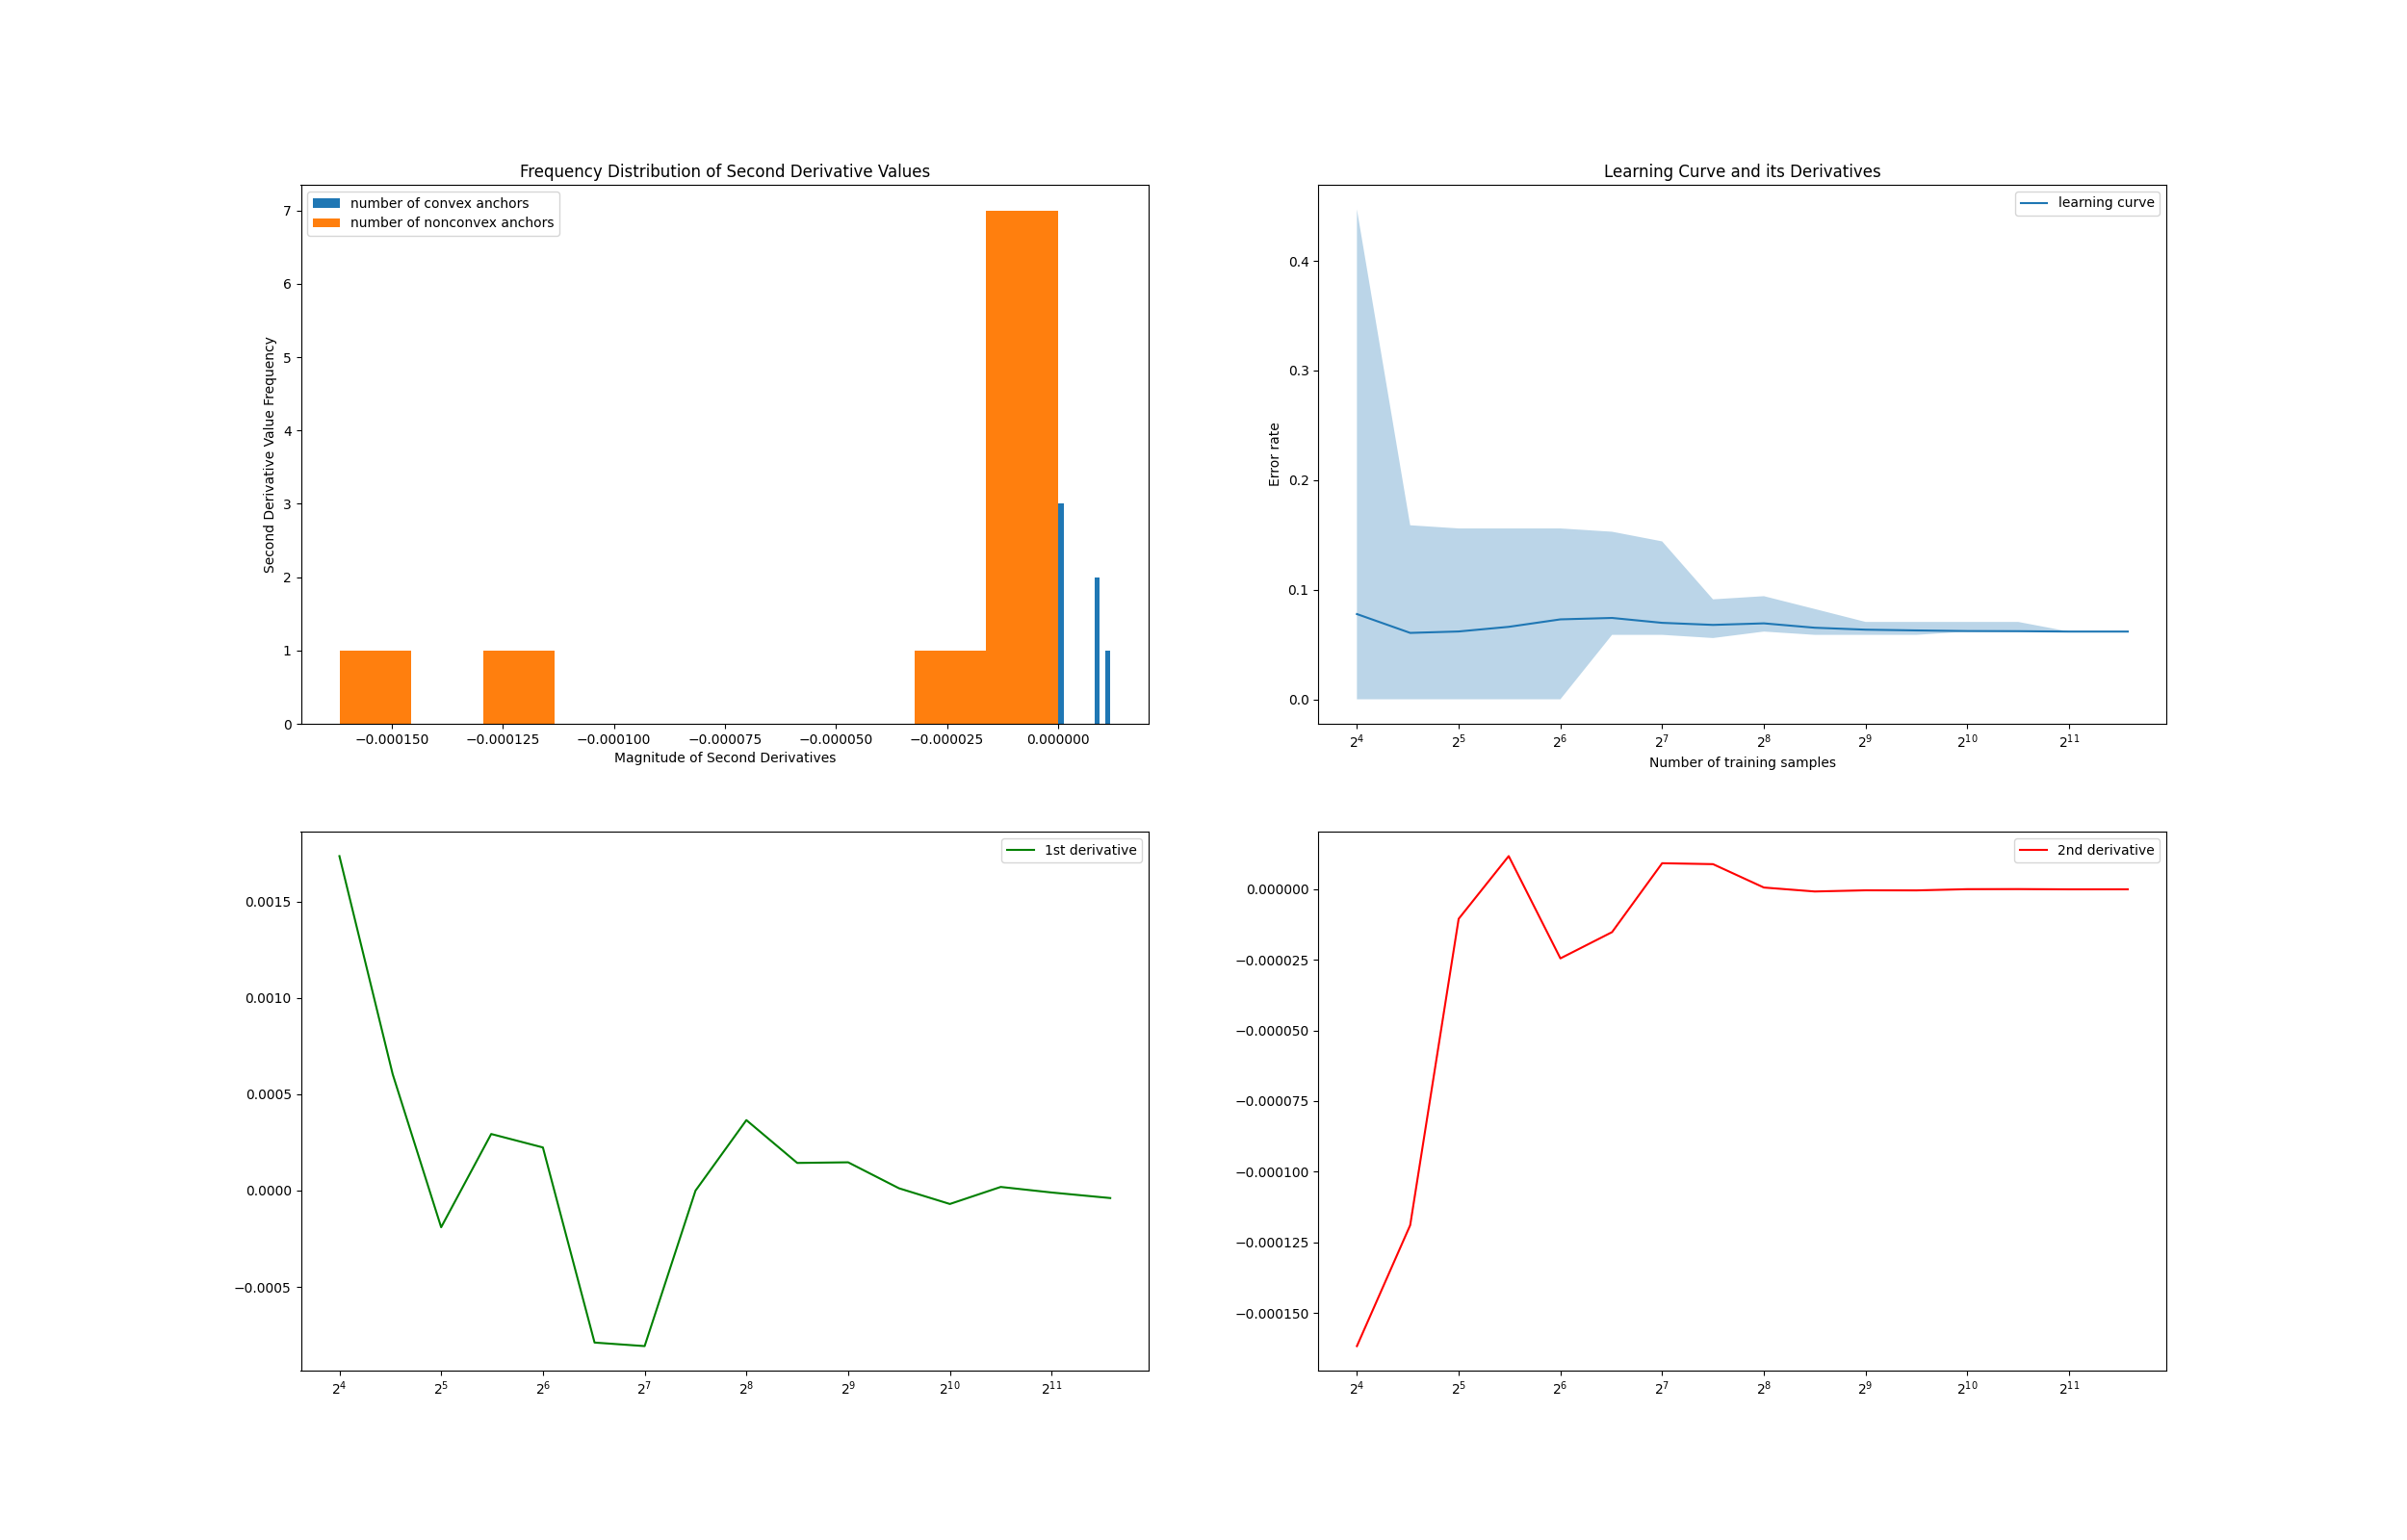 Frequency Distribution of Second Derivative Values
number of convex anchors
number of nonconvex anchors
Second Derivative Value Frequency
7
6
5
4
3
2
1
0
−0.000150 −0.000125 −0.000100 −0.000075 −0.000050 −0.000025 0.000000
Magnitude of Second Derivatives
Learning Curve and its Derivatives
learning curve
Error rate
0.4
0.3
0.2
0.1
0.0
2⁴ 2⁵ 2⁶ 2⁷ 2⁸ 2⁹ 2¹⁰ 2¹¹
Number of training samples
1st derivative
0.0015
0.0010
0.0005
0.0000
−0.0005
2⁴ 2⁵ 2⁶ 2⁷ 2⁸ 2⁹ 2¹⁰ 2¹¹
2nd derivative
0.000000
−0.000025
−0.000050
−0.000075
−0.000100
−0.000125
−0.000150
2⁴ 2⁵ 2⁶ 2⁷ 2⁸ 2⁹ 2¹⁰ 2¹¹